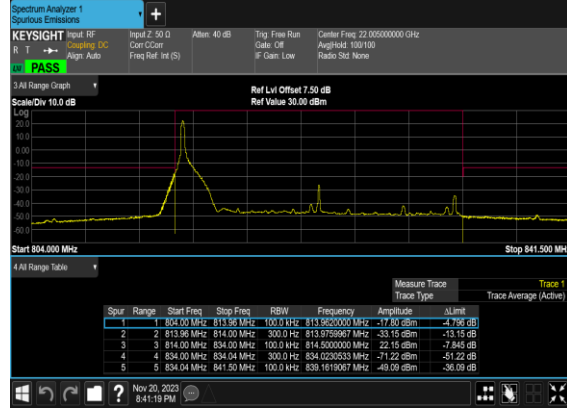 Spectrum Analyzer 1
Spurious Emissions
KEYSIGHT Input: RF Input Z: 50 Ω Atten: 40 dB Trig: Free Run Center Freq: 22.005000000 GHz
R T Coupling: DC Corr CCorr Gate: Off Avg|Hold: 100/100
Align: Auto Freq Ref: Int (S) IF Gain: Low Radio Std: None
LW PASS
3 All Range Graph
Ref Lvl Offset 7.50 dB
Scale/Div 10.0 dB Ref Value 30.00 dBm
Log
20.0
10.0
0.00
-10.0
-20.0
-30.0
-40.0
-50.0
-60.0
Start 804.000 MHz Stop 841.500 MHz
4 All Range Table
Measure Trace Trace 1
Trace Type Trace Average (Active)
Spur Range Start Freq Stop Freq RBW Frequency Amplitude ΔLimit
1 1 804.00 MHz 813.96 MHz 100.0 kHz 813.9620000 MHz -17.80 dBm -4.796 dB
2 2 813.96 MHz 814.00 MHz 300.0 Hz 813.9759967 MHz -33.15 dBm -13.15 dB
3 3 814.00 MHz 834.00 MHz 100.0 kHz 814.5000000 MHz 22.15 dBm -7.845 dB
4 4 834.00 MHz 834.04 MHz 300.0 Hz 834.0230533 MHz -71.22 dBm -51.22 dB
5 5 834.04 MHz 841.50 MHz 100.0 kHz 839.1619067 MHz -49.09 dBm -36.09 dB
Nov 20, 2023
8:41:19 PM